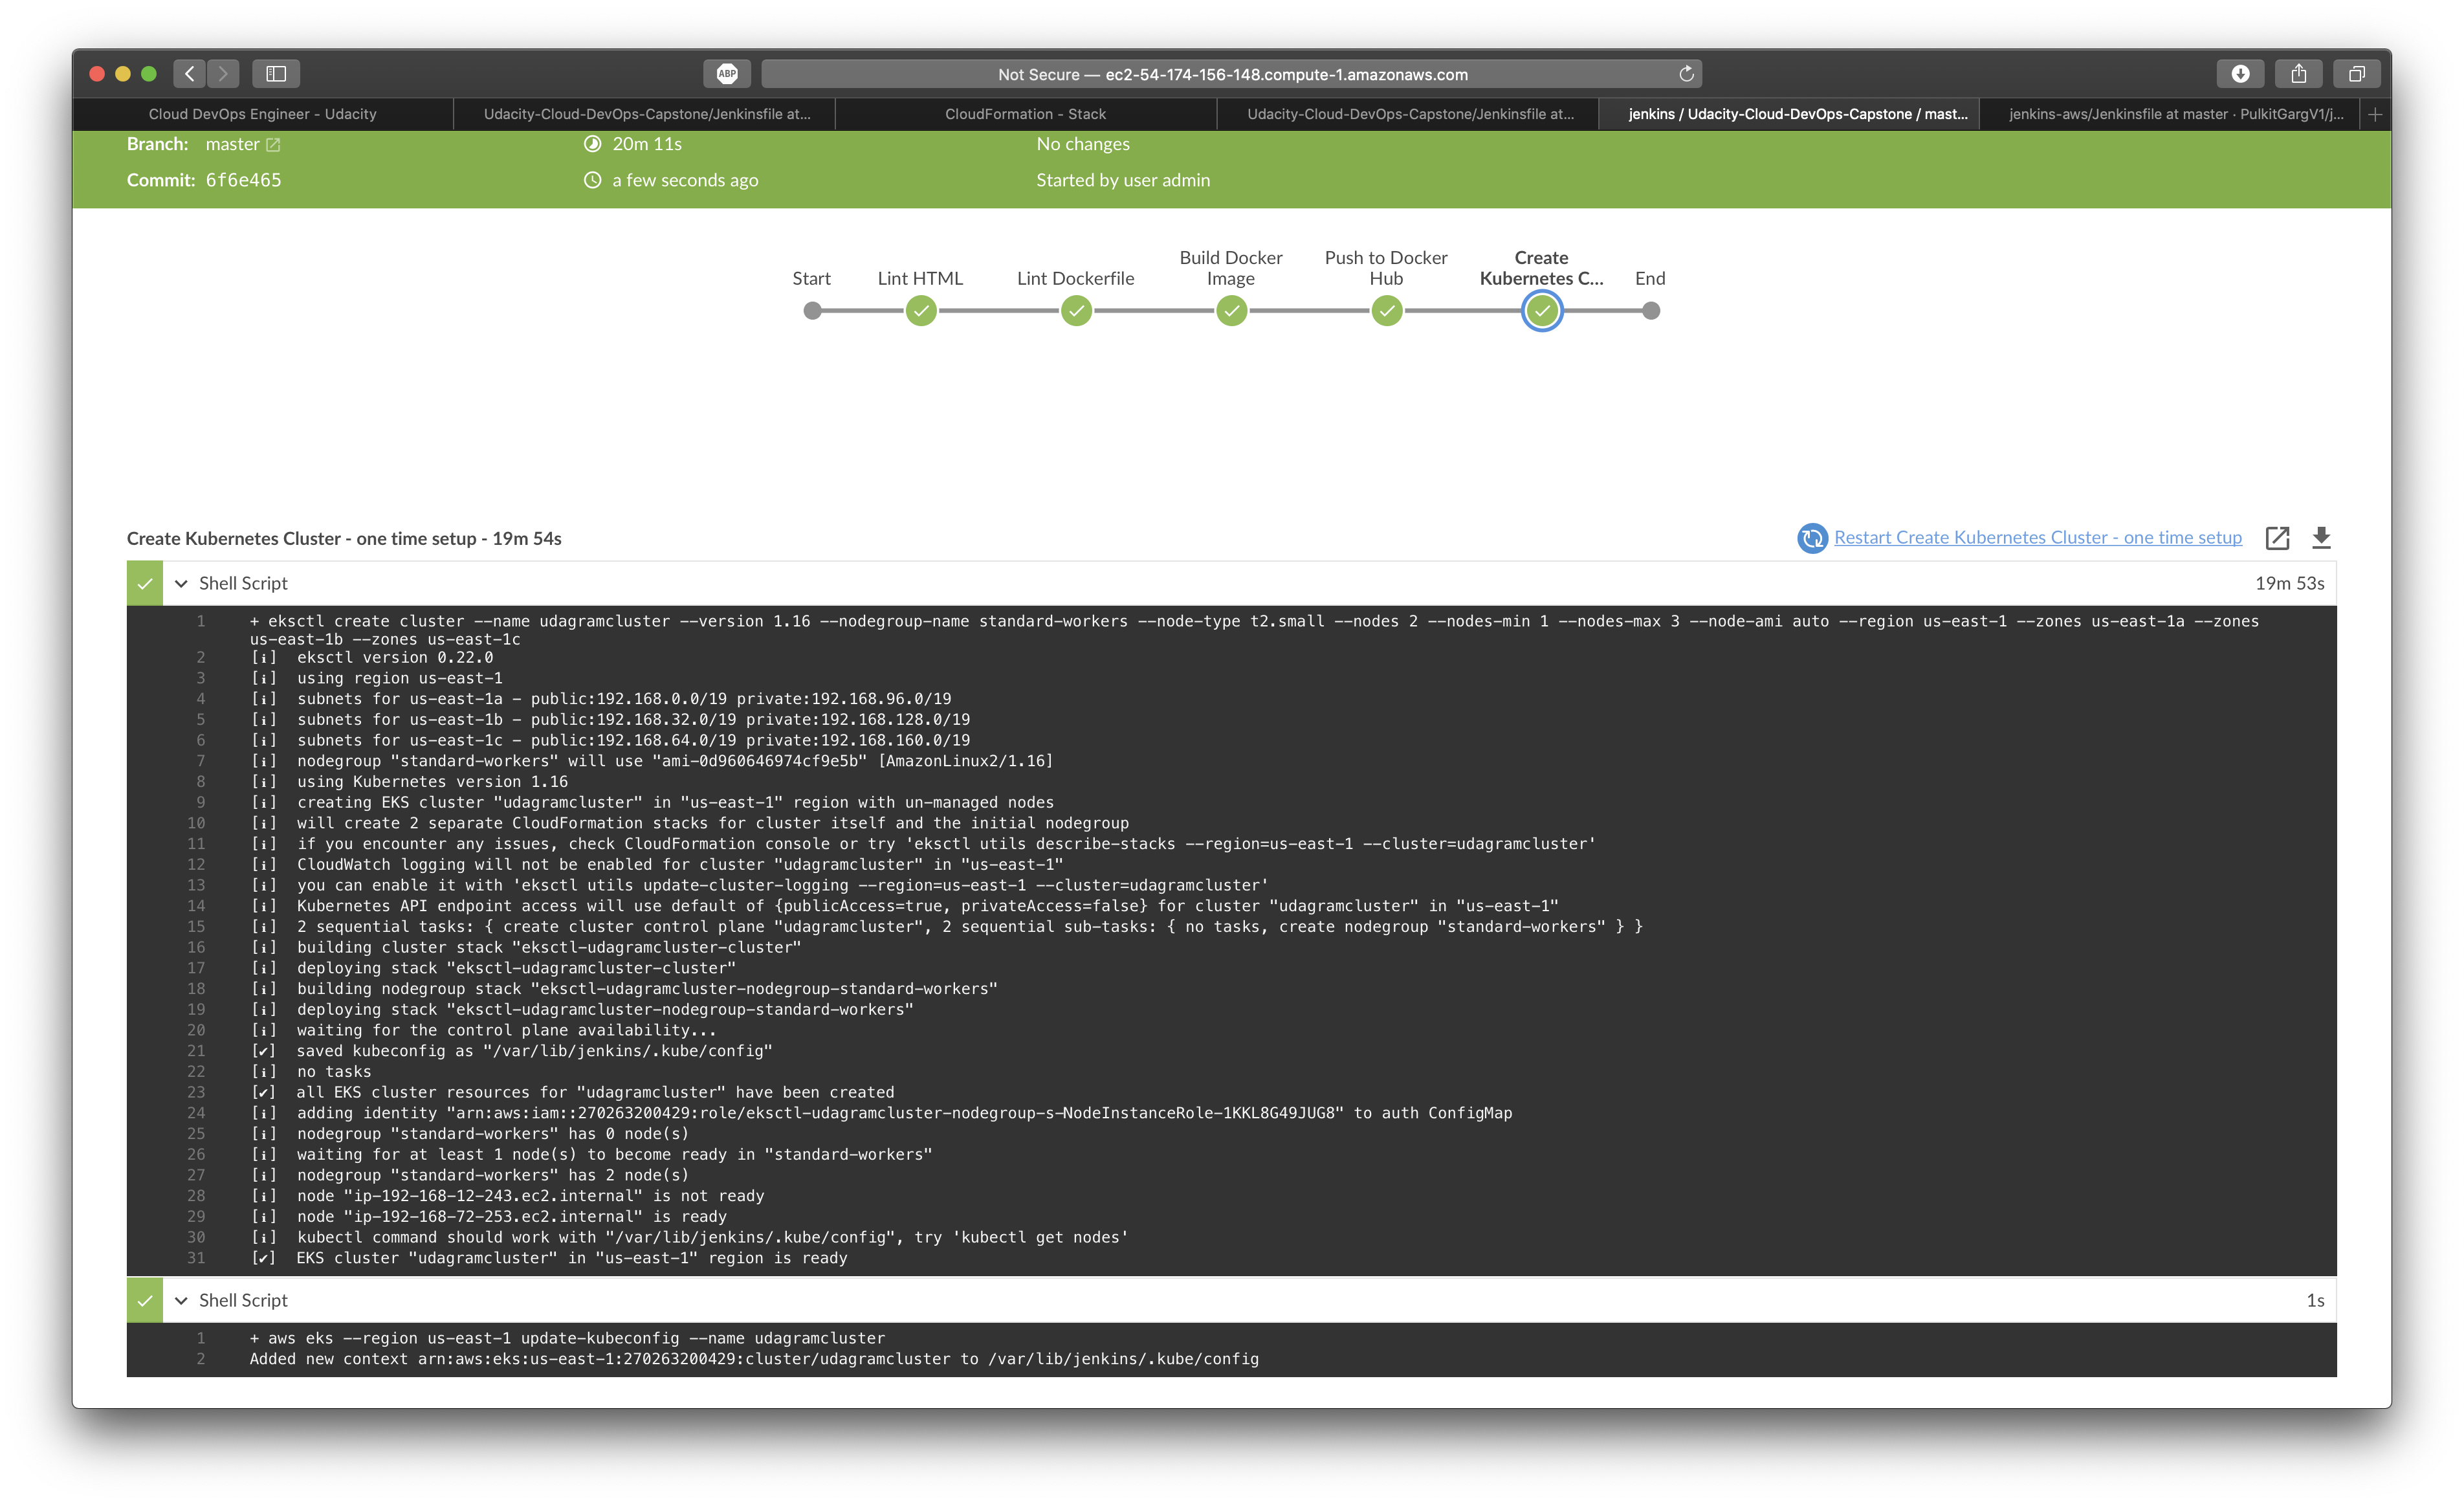 ABP
Not Secure — ec2-54-174-156-148.compute-1.amazonaws.com
Cloud DevOps Engineer - Udacity
Udacity-Cloud-DevOps-Capstone/Jenkinsfile at...
CloudFormation - Stack
Udacity-Cloud-DevOps-Capstone/Jenkinsfile at...
jenkins / Udacity-Cloud-DevOps-Capstone / mast...
jenkins-aws/Jenkinsfile at master · PulkitGargV1/j...
Branch: master
20m 11s
No changes
Commit: 6f6e465
a few seconds ago
Started by user admin
Start
Lint HTML
Lint Dockerfile
Build Docker
Image
Push to Docker
Hub
Create
Kubernetes C...
End
Create Kubernetes Cluster - one time setup - 19m 54s
Restart Create Kubernetes Cluster - one time setup
Shell Script
19m 53s
1 + eksctl create cluster --name udagramcluster --version 1.16 --nodegroup-name standard-workers --node-type t2.small --nodes 2 --nodes-min 1 --nodes-max 3 --node-ami auto --region us-east-1 --zones us-east-1a --zones
us-east-1b --zones us-east-1c
2 [ℹ] eksctl version 0.22.0
3 [ℹ] using region us-east-1
4 [ℹ] subnets for us-east-1a - public:192.168.0.0/19 private:192.168.96.0/19
5 [ℹ] subnets for us-east-1b - public:192.168.32.0/19 private:192.168.128.0/19
6 [ℹ] subnets for us-east-1c - public:192.168.64.0/19 private:192.168.160.0/19
7 [ℹ] nodegroup "standard-workers" will use "ami-0d960646974cf9e5b" [AmazonLinux2/1.16]
8 [ℹ] using Kubernetes version 1.16
9 [ℹ] creating EKS cluster "udagramcluster" in "us-east-1" region with un-managed nodes
10 [ℹ] will create 2 separate CloudFormation stacks for cluster itself and the initial nodegroup
11 [ℹ] if you encounter any issues, check CloudFormation console or try 'eksctl utils describe-stacks --region=us-east-1 --cluster=udagramcluster'
12 [ℹ] CloudWatch logging will not be enabled for cluster "udagramcluster" in "us-east-1"
13 [ℹ] you can enable it with 'eksctl utils update-cluster-logging --region=us-east-1 --cluster=udagramcluster'
14 [ℹ] Kubernetes API endpoint access will use default of {publicAccess=true, privateAccess=false} for cluster "udagramcluster" in "us-east-1"
15 [ℹ] 2 sequential tasks: { create cluster control plane "udagramcluster", 2 sequential sub-tasks: { no tasks, create nodegroup "standard-workers" } }
16 [ℹ] building cluster stack "eksctl-udagramcluster-cluster"
17 [ℹ] deploying stack "eksctl-udagramcluster-cluster"
18 [ℹ] building nodegroup stack "eksctl-udagramcluster-nodegroup-standard-workers"
19 [ℹ] deploying stack "eksctl-udagramcluster-nodegroup-standard-workers"
20 [ℹ] waiting for the control plane availability...
21 [✔] saved kubeconfig as "/var/lib/jenkins/.kube/config"
22 [ℹ] no tasks
23 [✔] all EKS cluster resources for "udagramcluster" have been created
24 [ℹ] adding identity "arn:aws:iam::270263200429:role/eksctl-udagramcluster-nodegroup-s-NodeInstanceRole-1KKL8G49JUG8" to auth ConfigMap
25 [ℹ] nodegroup "standard-workers" has 0 node(s)
26 [ℹ] waiting for at least 1 node(s) to become ready in "standard-workers"
27 [ℹ] nodegroup "standard-workers" has 2 node(s)
28 [ℹ] node "ip-192-168-12-243.ec2.internal" is not ready
29 [ℹ] node "ip-192-168-72-253.ec2.internal" is ready
30 [ℹ] kubectl command should work with "/var/lib/jenkins/.kube/config", try 'kubectl get nodes'
31 [✔] EKS cluster "udagramcluster" in "us-east-1" region is ready
Shell Script
1s
1 + aws eks --region us-east-1 update-kubeconfig --name udagramcluster
2 Added new context arn:aws:eks:us-east-1:270263200429:cluster/udagramcluster to /var/lib/jenkins/.kube/config